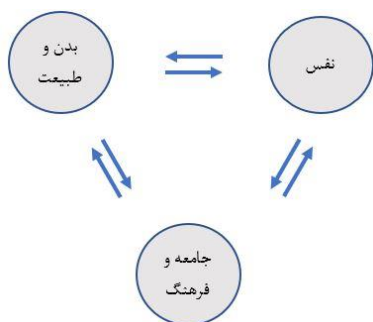 نفس
بدن و
طبیعت
جامعه و
فرهنگ